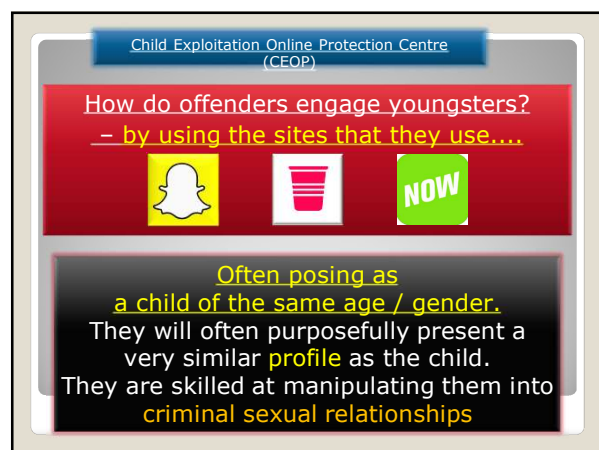 Child Exploitation Online Protection Centre
(CEOP)
How do offenders engage youngsters?
– by using the sites that they use....
NOW
Often posing as
a child of the same age / gender.
They will often purposefully present a
very similar profile as the child.
They are skilled at manipulating them into
criminal sexual relationships